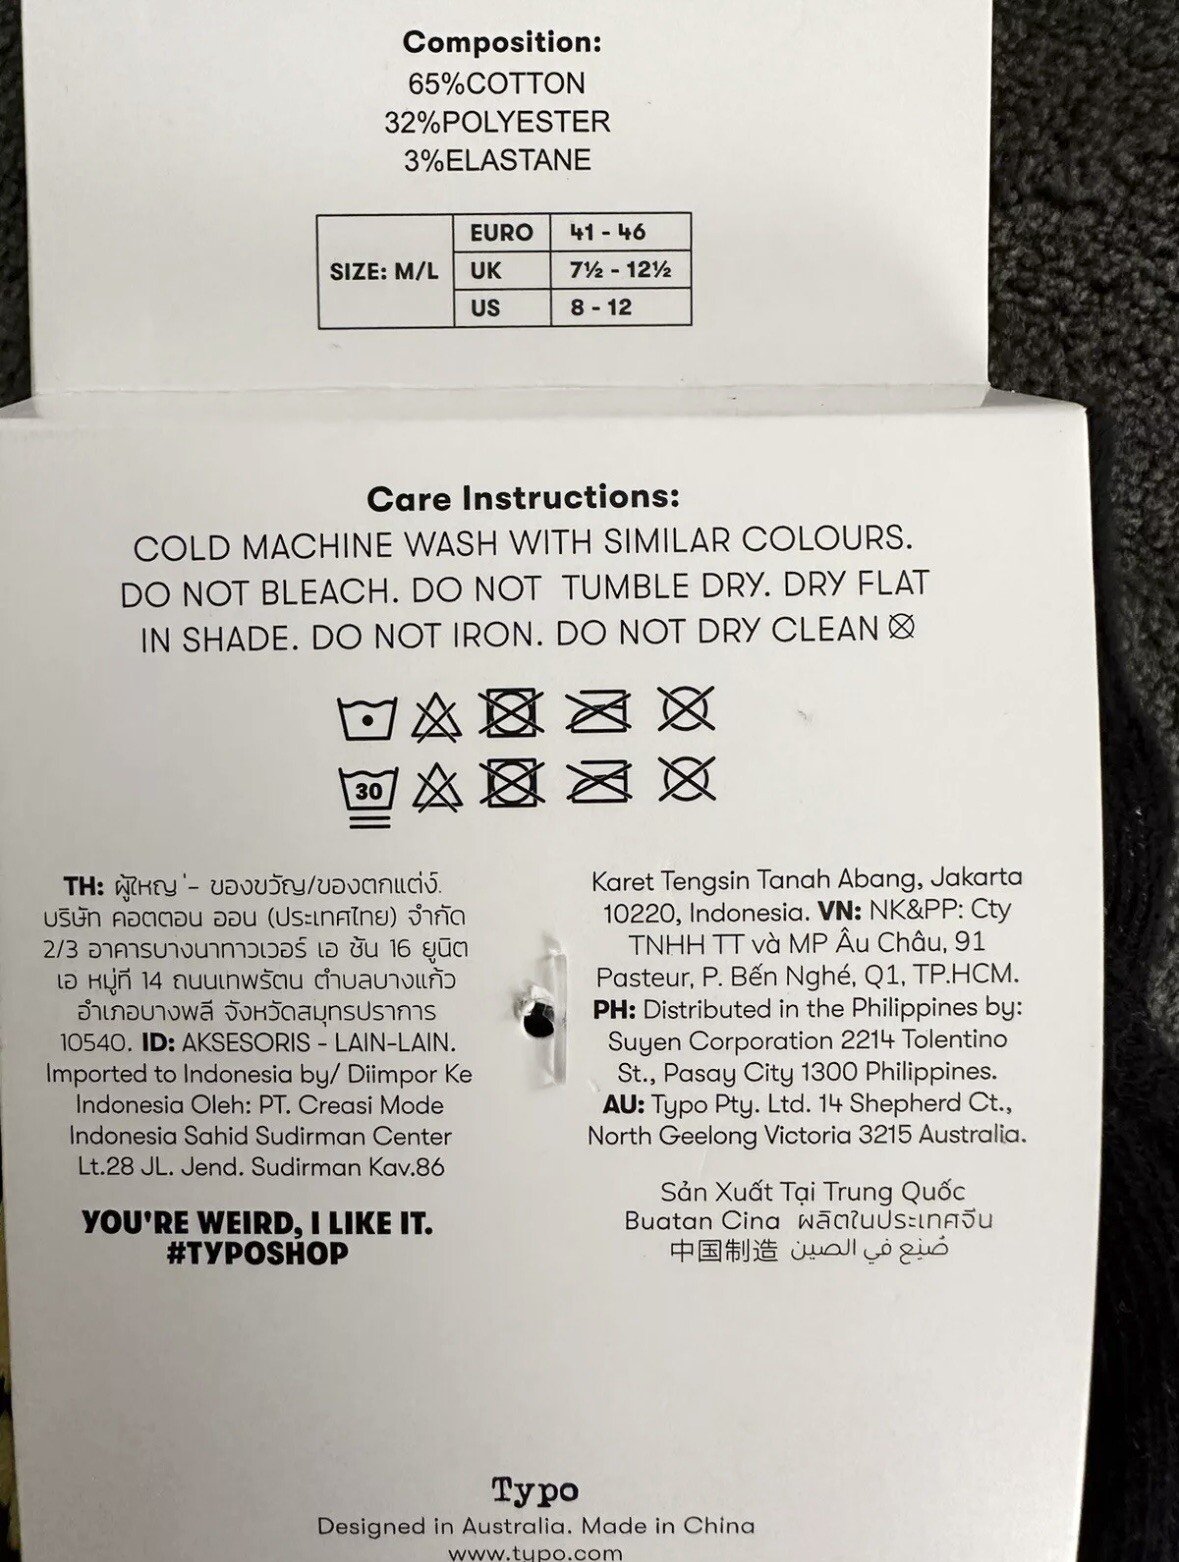 Composition:
65%COTTON
32%POLYESTER
3%ELASTANE
SIZE: M/L
EURO 41 - 46
UK 7½ - 12½
US 8 - 12
Care Instructions:
COLD MACHINE WASH WITH SIMILAR COLOURS.
DO NOT BLEACH. DO NOT TUMBLE DRY. DRY FLAT
IN SHADE. DO NOT IRON. DO NOT DRY CLEAN
30
TH: ผู้ใหญ่ - ของขวัญ/ของตกแต่ง.
บริษัท คอตตอน ออน (ประเทศไทย) จำกัด
2/3 อาคารบางนาทาวเวอร์ เอ ชั้น 16 ยูนิต
เอ หมู่ที่ 14 ถนนเทพรัตน ตำบลบางแก้ว
อำเภอบางพลี จังหวัดสมุทรปราการ
10540. ID: AKSESORIS - LAIN-LAIN.
Imported to Indonesia by/ Diimpor Ke
Indonesia Oleh: PT. Creasi Mode
Indonesia Sahid Sudirman Center
Lt.28 JL. Jend. Sudirman Kav.86
Karet Tengsin Tanah Abang, Jakarta
10220, Indonesia. VN: NK&PP: Cty
TNHH TT và MP Âu Châu, 91
Pasteur, P. Bến Nghé, Q1, TP.HCM.
PH: Distributed in the Philippines by:
Suyen Corporation 2214 Tolentino
St., Pasay City 1300 Philippines.
AU: Typo Pty. Ltd. 14 Shepherd Ct.,
North Geelong Victoria 3215 Australia.
YOU'RE WEIRD, I LIKE IT.
#TYPOSHOP
Sản Xuất Tại Trung Quốc
Buatan Cina ผลิตในประเทศจีน
中国制造 صُنع في الصين
Typo
Designed in Australia. Made in China
www.typo.com